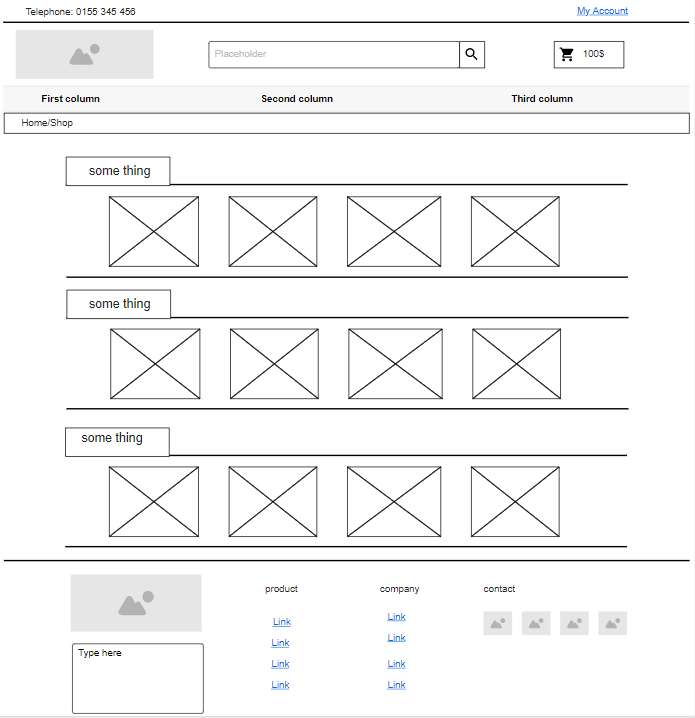 Telephone: 0155 345 456
My Account
Placeholder
100$
First column
Second column
Third column
Home/Shop
some thing
some thing
some thing
product
company
contact
Link
Link
Link
Link
Link
Link
Link
Link
Type here